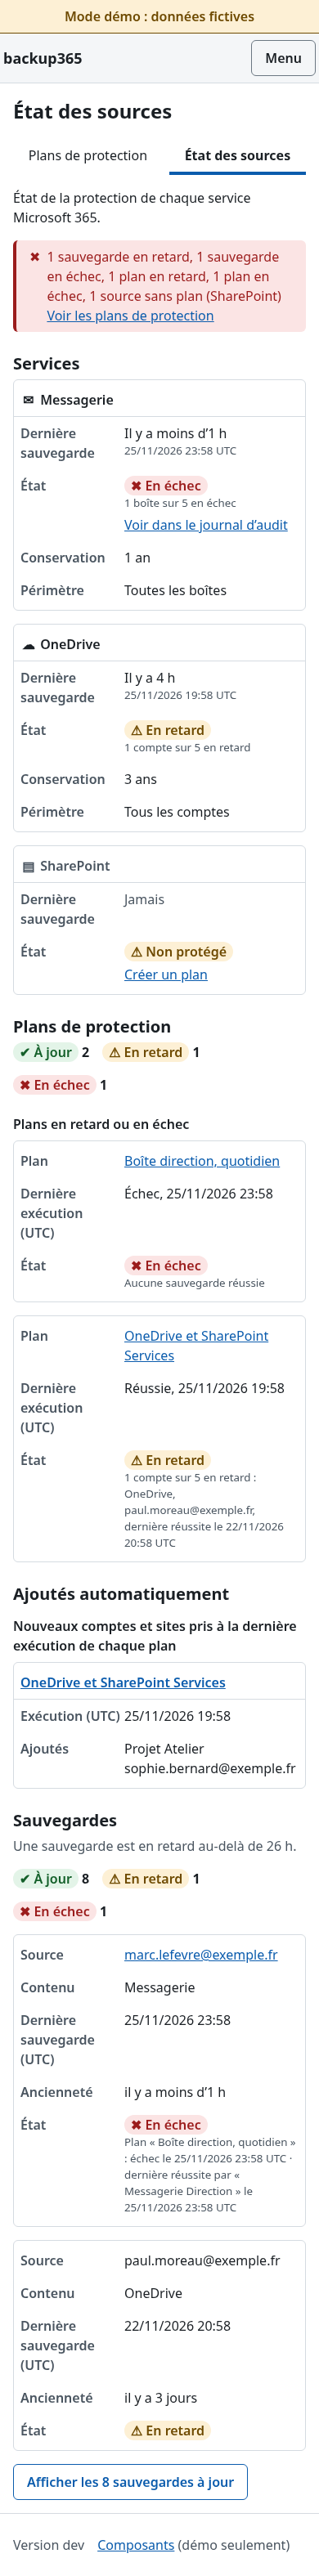 Mode démo : données fictives
backup365
Menu
État des sources
Plans de protection
État des sources
État de la protection de chaque service
Microsoft 365.
✖ 1 sauvegarde en retard, 1 sauvegarde
en échec, 1 plan en retard, 1 plan en
échec, 1 source sans plan (SharePoint)
Voir les plans de protection
Services
✉ Messagerie
Dernière
sauvegarde
Il y a moins d’1 h
25/11/2026 23:58 UTC
État
✖ En échec
1 boîte sur 5 en échec
Voir dans le journal d’audit
Conservation
1 an
Périmètre
Toutes les boîtes
☁ OneDrive
Dernière
sauvegarde
Il y a 4 h
25/11/2026 19:58 UTC
État
⚠ En retard
1 compte sur 5 en retard
Conservation
3 ans
Périmètre
Tous les comptes
▤ SharePoint
Dernière
sauvegarde
Jamais
État
⚠ Non protégé
Créer un plan
Plans de protection
✔ À jour 2 ⚠ En retard 1
✖ En échec 1
Plans en retard ou en échec
Plan
Boîte direction, quotidien
Dernière
exécution
(UTC)
Échec, 25/11/2026 23:58
État
✖ En échec
Aucune sauvegarde réussie
Plan
OneDrive et SharePoint
Services
Dernière
exécution
(UTC)
Réussie, 25/11/2026 19:58
État
⚠ En retard
1 compte sur 5 en retard :
OneDrive,
paul.moreau@exemple.fr,
dernière réussite le 22/11/2026
20:58 UTC
Ajoutés automatiquement
Nouveaux comptes et sites pris à la dernière
exécution de chaque plan
OneDrive et SharePoint Services
Exécution (UTC) 25/11/2026 19:58
Ajoutés
Projet Atelier
sophie.bernard@exemple.fr
Sauvegardes
Une sauvegarde est en retard au-delà de 26 h.
✔ À jour 8 ⚠ En retard 1
✖ En échec 1
Source
marc.lefevre@exemple.fr
Contenu
Messagerie
Dernière
sauvegarde
(UTC)
25/11/2026 23:58
Ancienneté
il y a moins d’1 h
État
✖ En échec
Plan « Boîte direction, quotidien »
: échec le 25/11/2026 23:58 UTC ·
dernière réussite par «
Messagerie Direction » le
25/11/2026 23:58 UTC
Source
paul.moreau@exemple.fr
Contenu
OneDrive
Dernière
sauvegarde
(UTC)
22/11/2026 20:58
Ancienneté
il y a 3 jours
État
⚠ En retard
Afficher les 8 sauvegardes à jour
Version dev Composants (démo seulement)